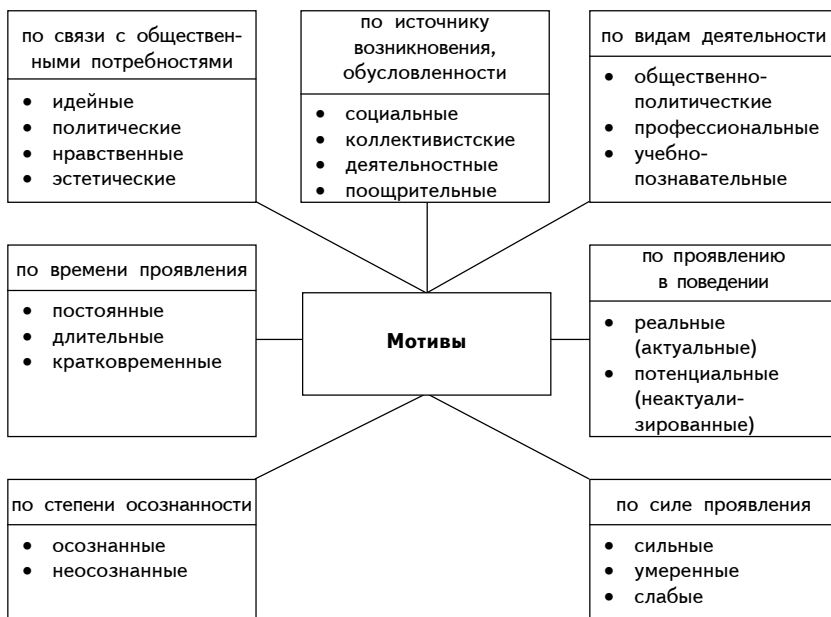 по связи с обществен-
ными потребностями
• идейные
• политические
• нравственные
• эстетические
по источнику
возникновения,
обусловленности
• социальные
• коллективистские
• деятельностные
• поощрительные
по видам деятельности
• общественно-
политичесткие
• профессиональные
• учебно-
познавательные
по времени проявления
• постоянные
• длительные
• кратковременные
Мотивы
по проявлению
в поведении
• реальные
(актуальные)
• потенциальные
(неактуали-
зированные)
по степени осознанности
• осознанные
• неосознанные
по силе проявления
• сильные
• умеренные
• слабые